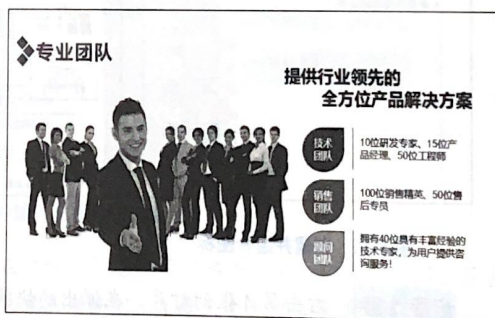 专业团队
提供行业领先的
全方位产品解决方案
技术
团队
10位研发专家、15位产
品经理、50位工程师
销售
团队
100位销售精英、50位售
后专员
顾问
团队
拥有40位具有丰富经验的
技术专家，为用户提供咨
询服务！